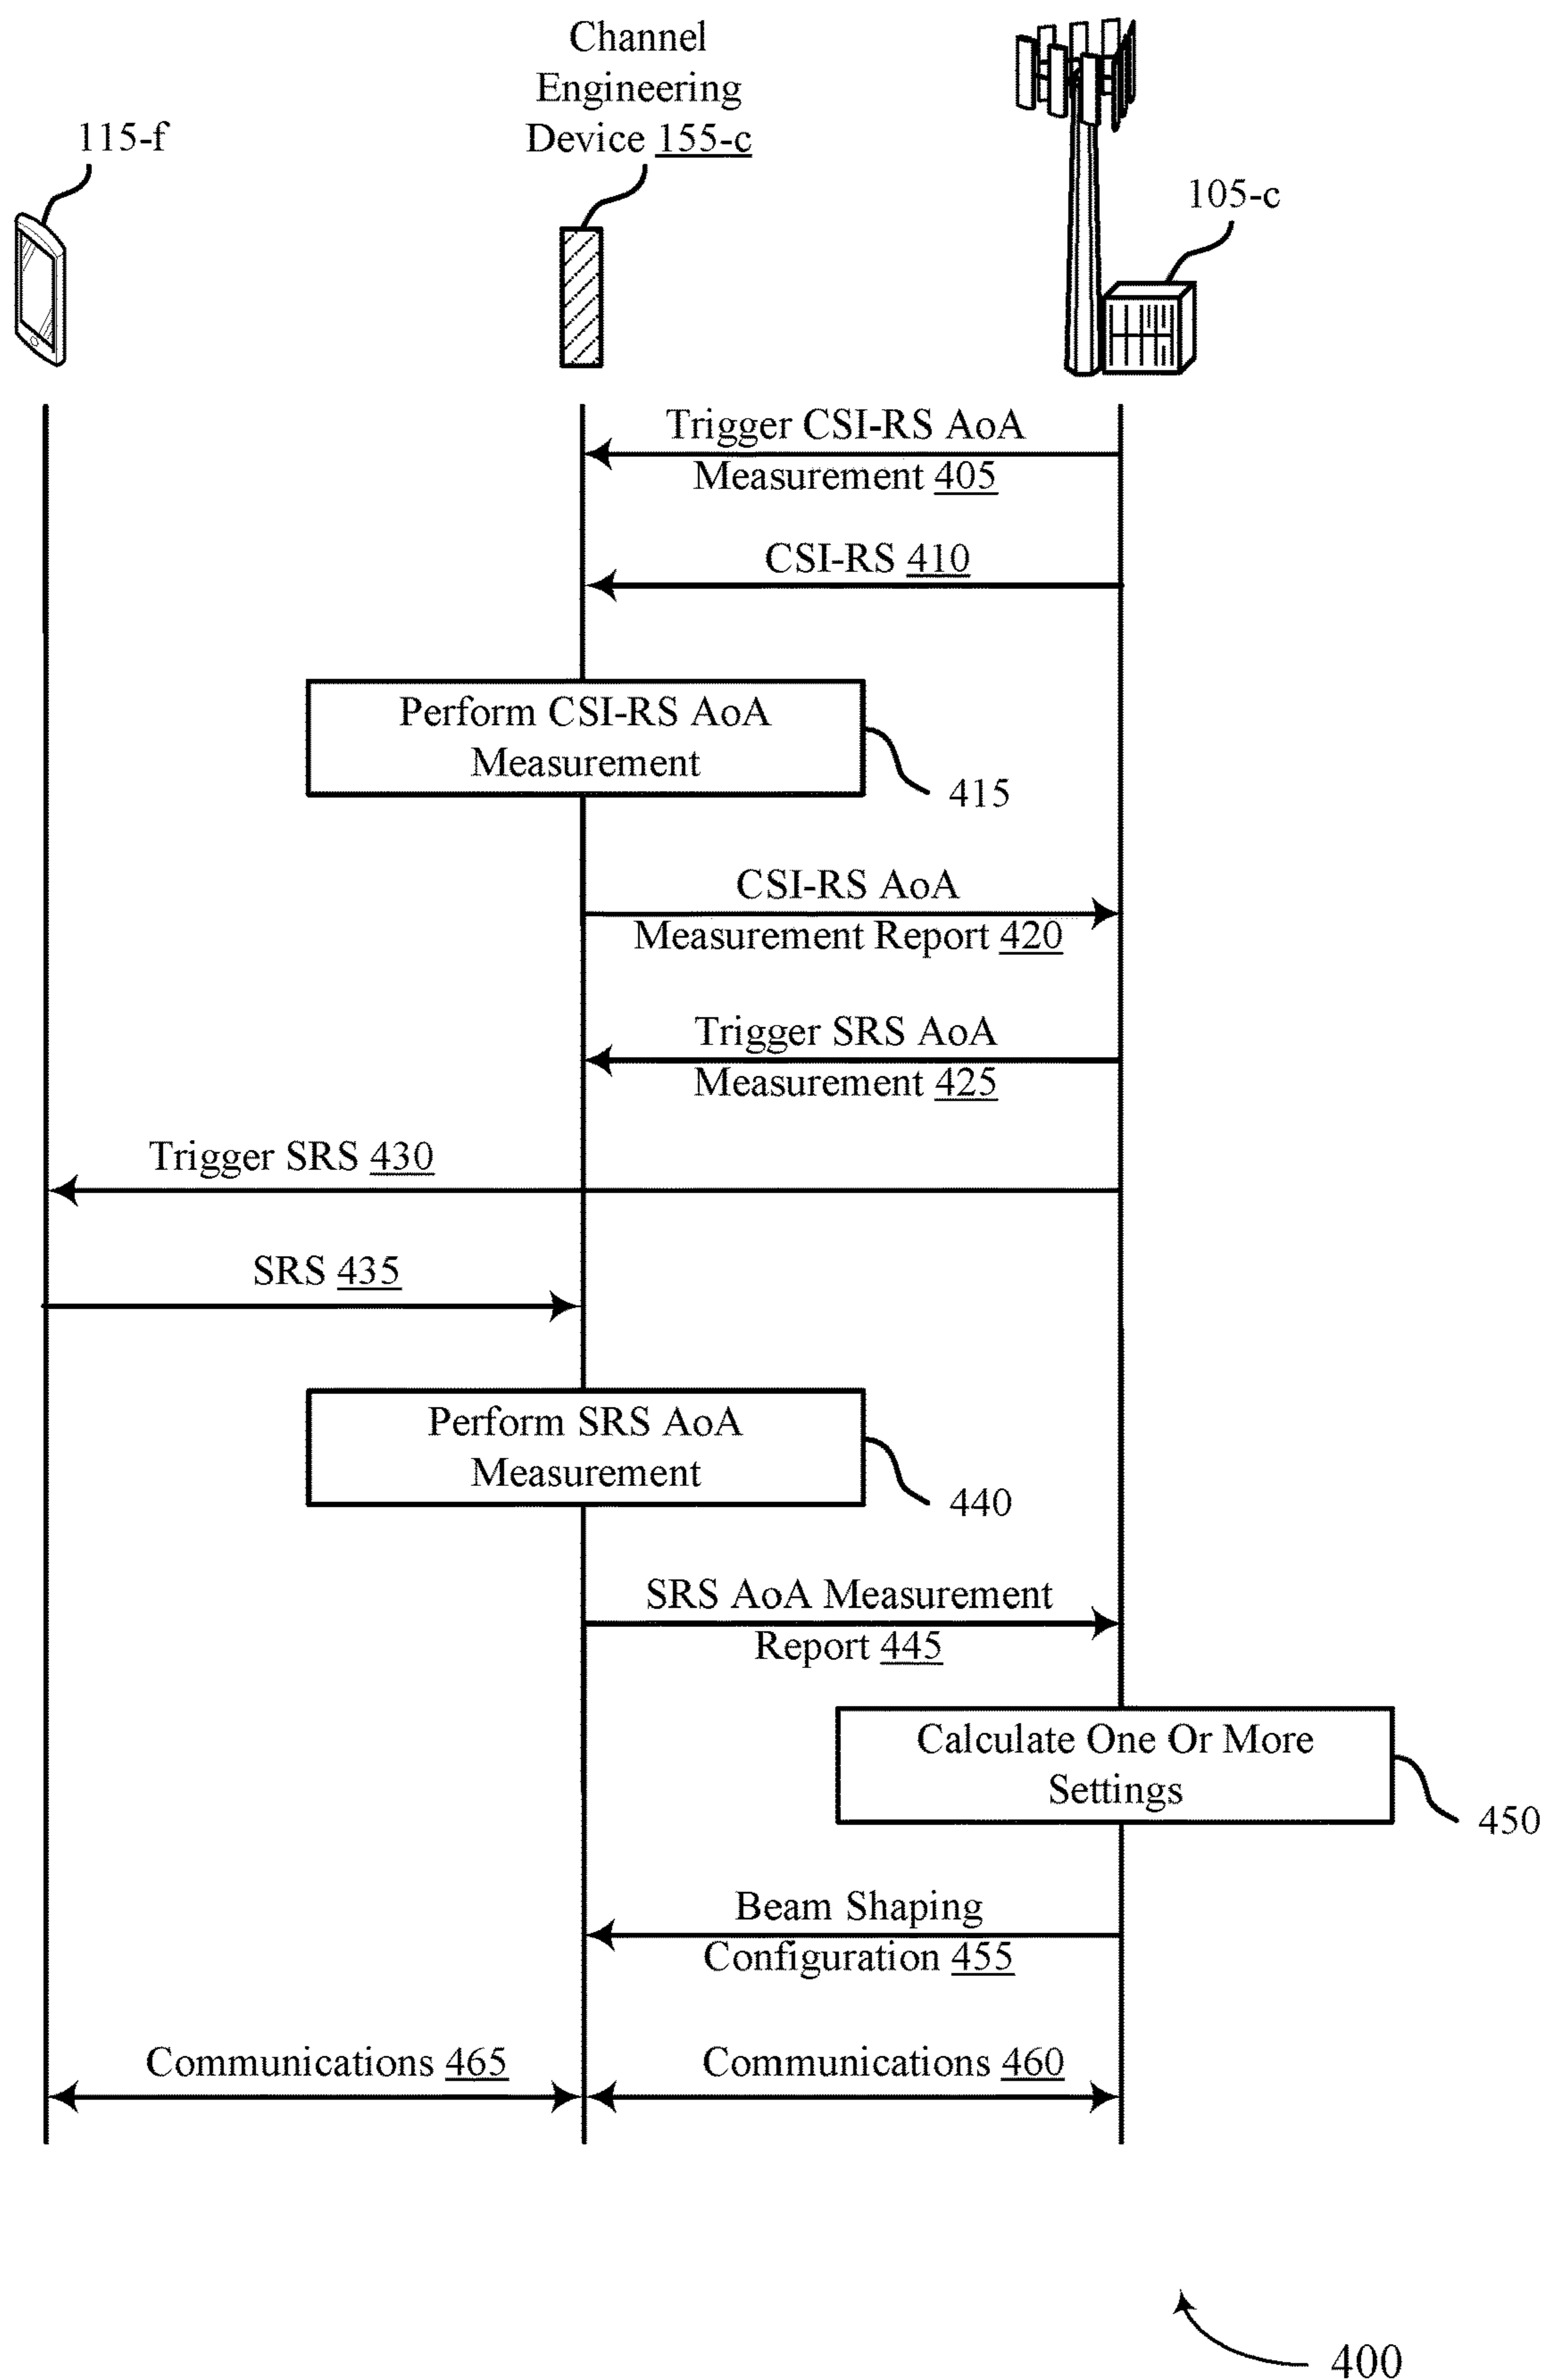 Channel
Engineering
Device 155-c
115-f
105-c
Trigger CSI-RS AoA
Measurement 405
CSI-RS 410
Perform CSI-RS AoA
Measurement
415
CSI-RS AoA
Measurement Report 420
Trigger SRS AoA
Measurement 425
Trigger SRS 430
SRS 435
Perform SRS AoA
Measurement
440
SRS AoA Measurement
Report 445
Calculate One Or More
Settings
450
Beam Shaping
Configuration 455
Communications 465
Communications 460
400